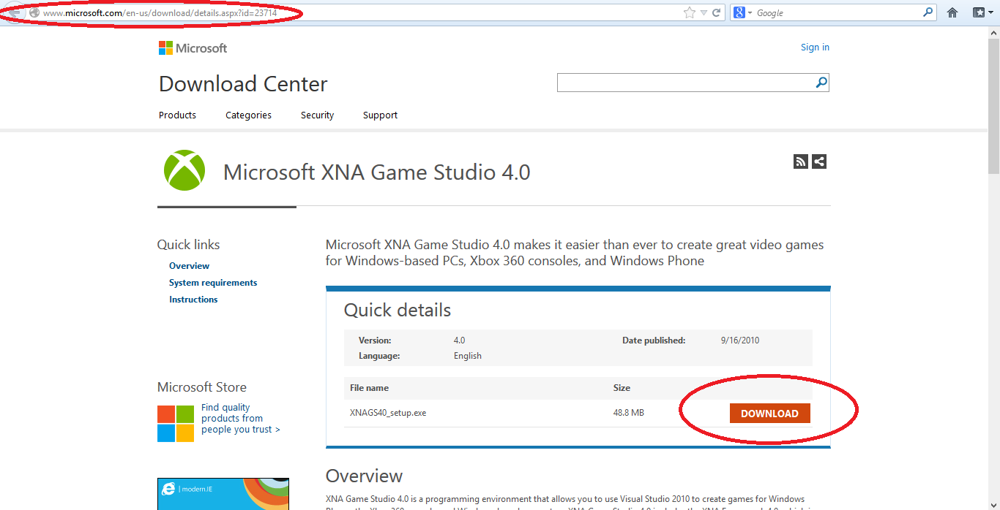 www.microsoft.com/en-us/download/details.aspx?id=23714
Google
Microsoft
Sign in
Download Center
Products Categories Security Support
Microsoft XNA Game Studio 4.0
Quick links
Overview
System requirements
Instructions
Microsoft XNA Game Studio 4.0 makes it easier than ever to create great video games
for Windows-based PCs, Xbox 360 consoles, and Windows Phone
Quick details
Version: 4.0 Date published: 9/16/2010
Language: English
File name Size
XNAGS40_setup.exe 48.8 MB DOWNLOAD
Microsoft Store
Find quality
products from
people you trust >
modern.IE
Overview
XNA Game Studio 4.0 is a programming environment that allows you to use Visual Studio 2010 to create games for Windows